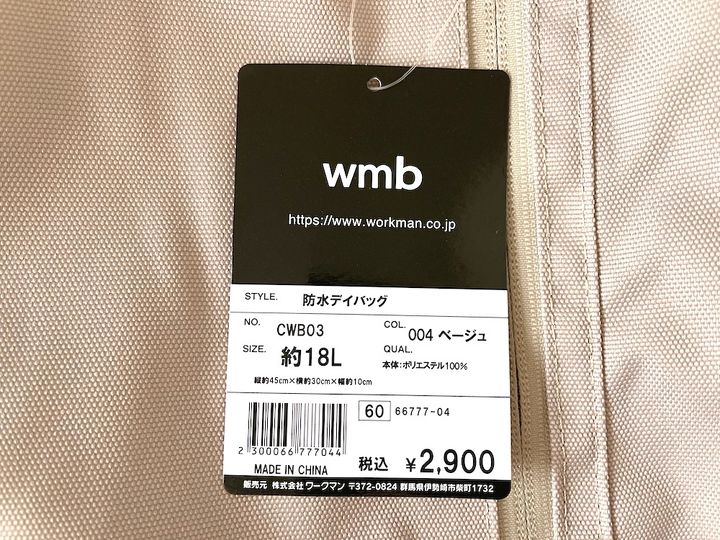 wmb
https://www.workman.co.jp
STYLE. 防水デイバッグ
NO. CWB03 COL. 004 ベージュ
SIZE. 約18L QUAL. 本体:ポリエステル100%
縦約45cm×横約30cm×幅約10cm
60 66777-04
2 300066 777044
MADE IN CHINA 税込 ¥2,900
販売元 株式会社 ワークマン 〒372-0824 群馬県伊勢崎市柴町1732